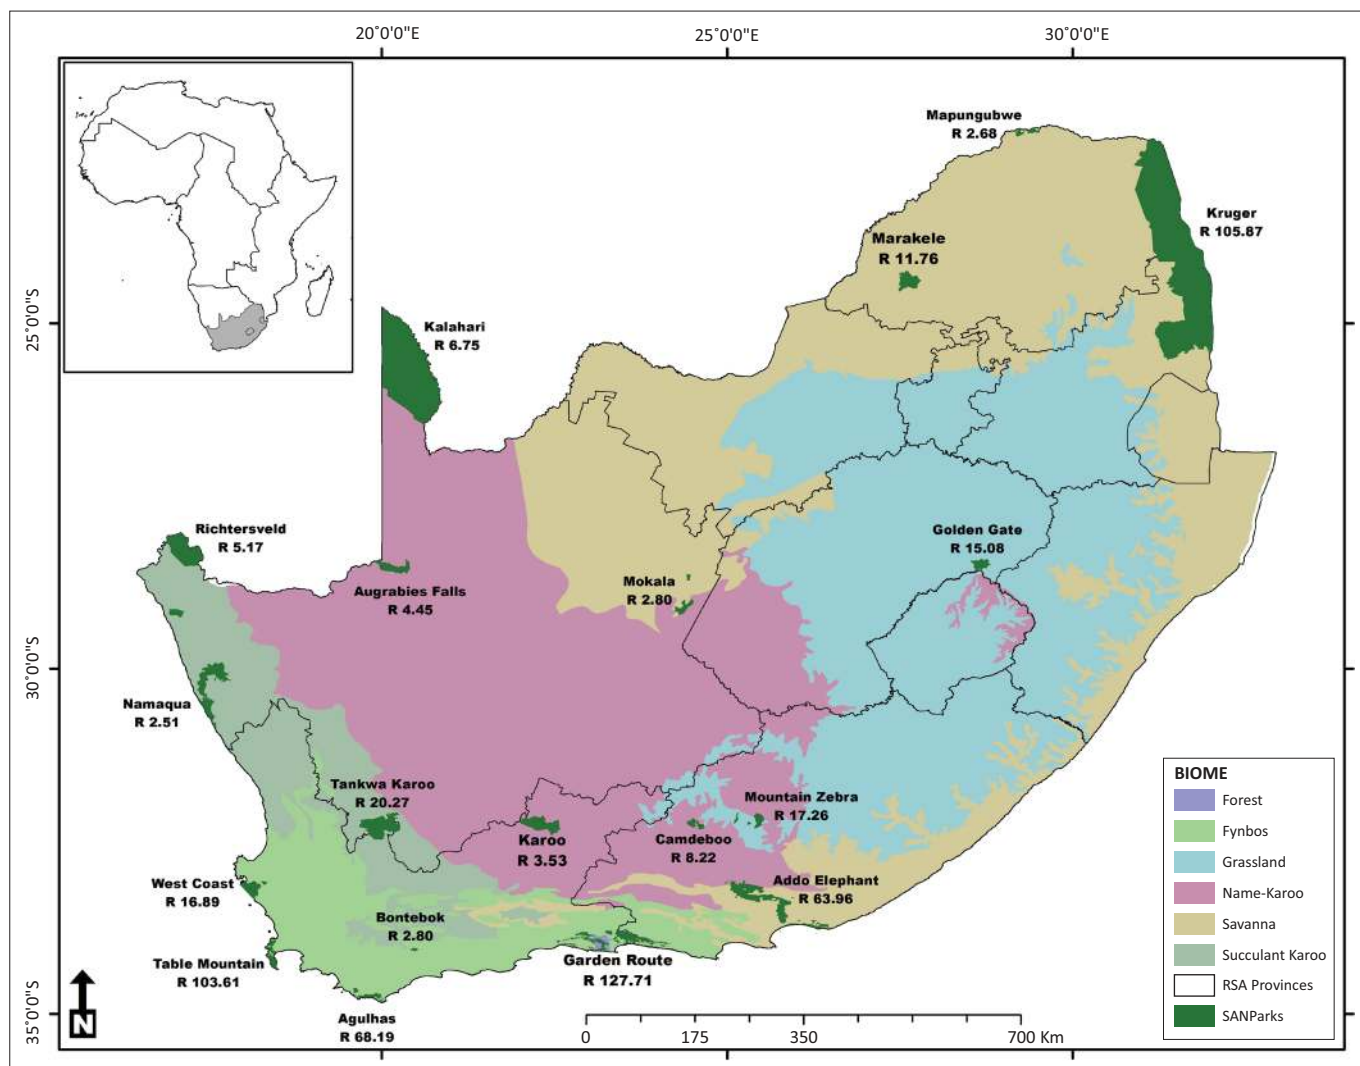 20˚0'0"E
25˚0'0"E
30˚0'0"E
Mapungubwe
R 2.68
Kruger
R 105.87
Marakele
R 11.76
25˚0'0"S
Kalahari
R 6.75
Richtersveld
R 5.17
Golden Gate
R 15.08
Augrabies Falls
R 4.45
Mokala
R 2.80
30˚0'0"S
Namaqua
R 2.51
Tankwa Karoo
R 20.27
Mountain Zebra
R 17.26
Karoo
R 3.53
Camdeboo
R 8.22
West Coast
R 16.89
Addo Elephant
R 63.96
Bontebok
R 2.80
Table Mountain
R 103.61
Garden Route
R 127.71
Agulhas
R 68.19
35˚0'0"S
N
0
175
350
700 Km
BIOME
Forest
Fynbos
Grassland
Name-Karoo
Savanna
Succulant Karoo
RSA Provinces
SANParks